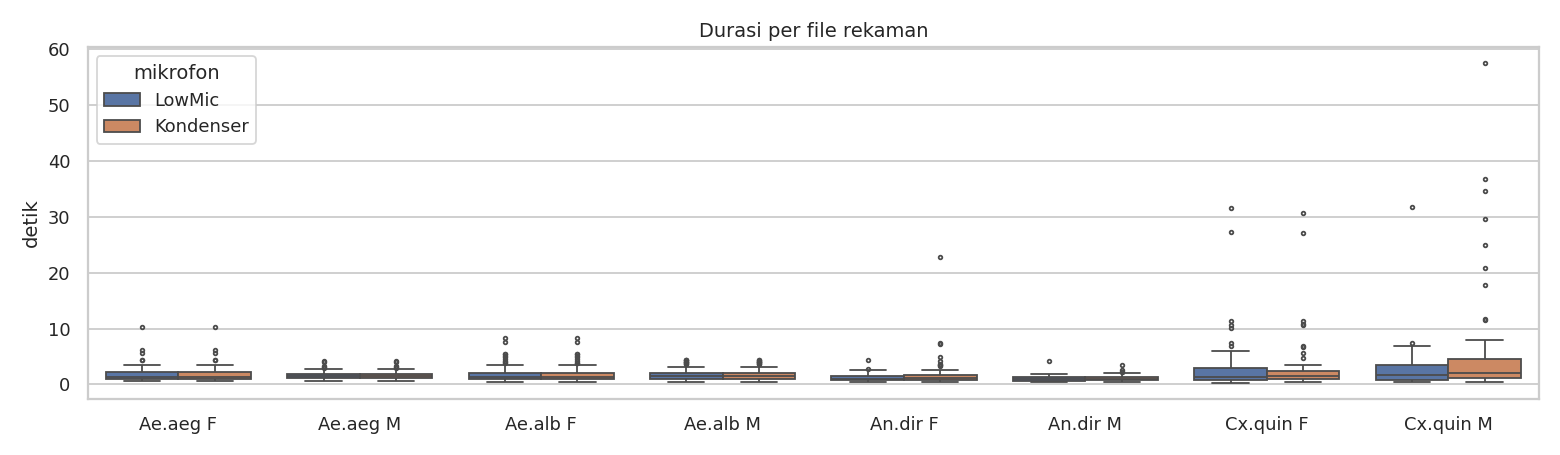 Durasi per file rekaman
detik
60
50
40
30
20
10
0
mikrofon
LowMic
Kondenser
Ae.aeg F
Ae.aeg M
Ae.alb F
Ae.alb M
An.dir F
An.dir M
Cx.quin F
Cx.quin M